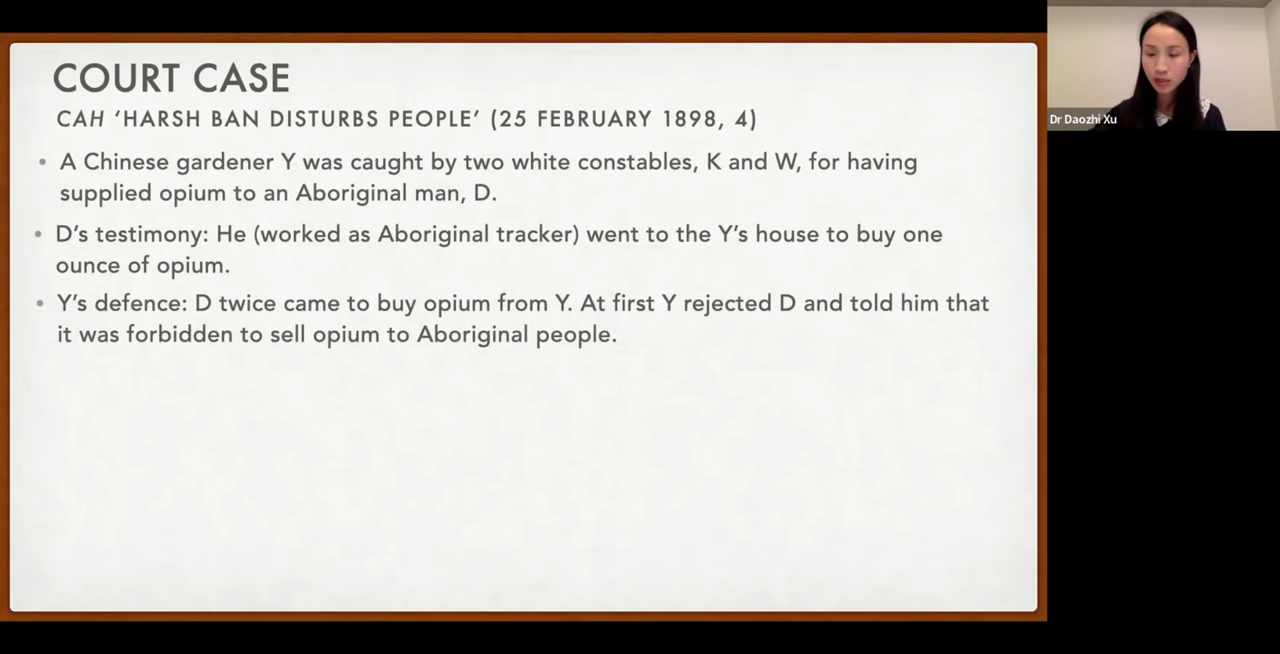 COURT CASE
CAH ‘HARSH BAN DISTURBS PEOPLE’ (25 FEBRUARY 1898, 4)
• A Chinese gardener Y was caught by two white constables, K and W, for having
supplied opium to an Aboriginal man, D.
• D’s testimony: He (worked as Aboriginal tracker) went to the Y’s house to buy one
ounce of opium.
• Y’s defence: D twice came to buy opium from Y. At first Y rejected D and told him that
it was forbidden to sell opium to Aboriginal people.
Dr Daozhi Xu